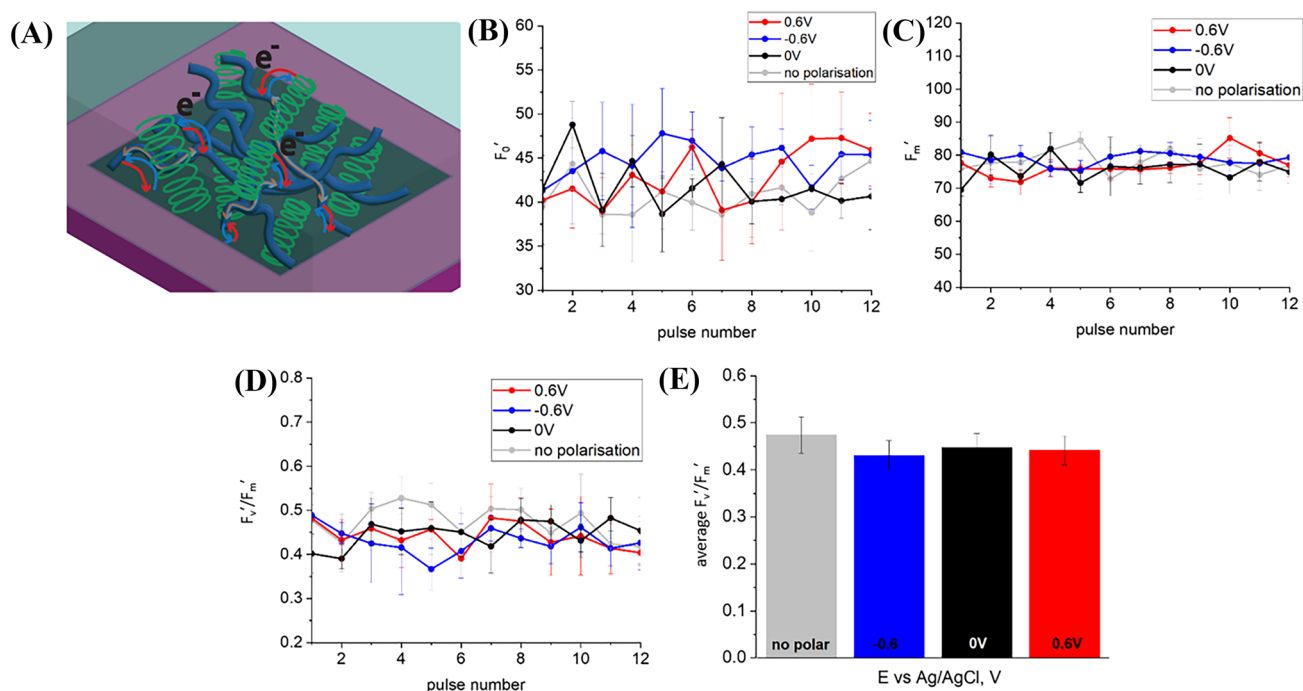 (A)
e-
e-
e-
(B)
0.6V
-0.6V
0V
no polarisation
F0′
60
55
50
45
40
35
30
2 4 6 8 10 12
pulse number
(C)
0.6V
-0.6V
0V
no polarisation
Fm′
110
100
90
80
70
60
50
40
2 4 6 8 10 12
pulse number
(D)
0.6V
-0.6V
0V
no polarisation
Fv′/Fm′
0.8
0.7
0.6
0.5
0.4
0.3
0.2
2 4 6 8 10 12
pulse number
(E)
average Fv′/Fm′
0.6
0.5
0.4
0.3
0.2
0.1
0.0
no polar -0.6 0V 0.6V
E vs Ag/AgCl, V